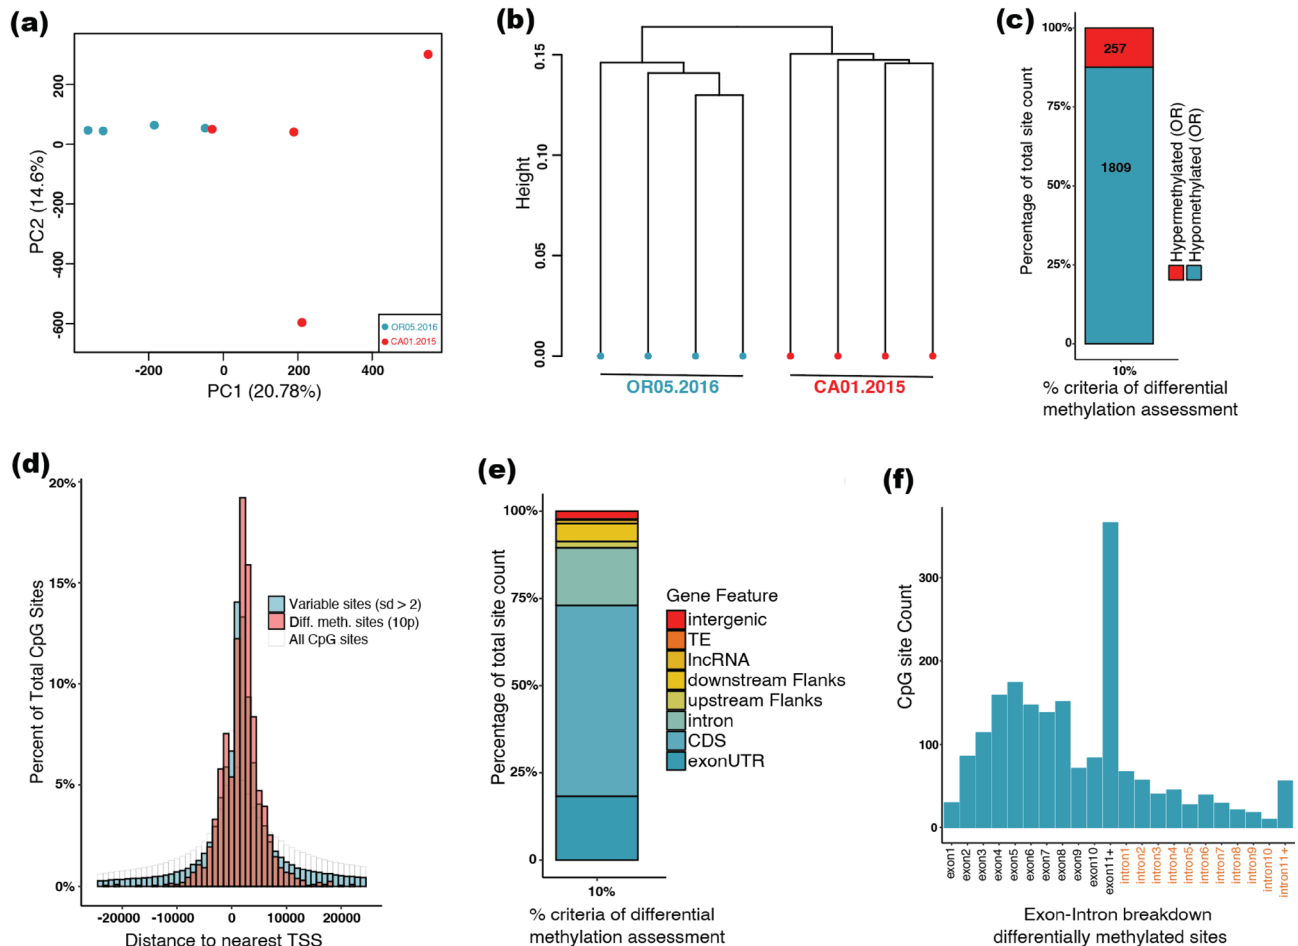 (a)
200
0
-200
-400
-600
PC2 (14.6%)
-200
0
200
400
PC1 (20.78%)
OR05.2016
CA01.2015
(b)
0.15
0.10
0.05
0.00
Height
OR05.2016
CA01.2015
(c)
100%
75%
50%
25%
0
Percentage of total site count
257
1809
Hypermethylated (OR)
Hypomethylated (OR)
10%
% criteria of differential
methylation assessment
(d)
20%
15%
10%
5%
0%
Percent of Total CpG Sites
Variable sites (sd > 2)
Diff. meth. sites (10p)
All CpG sites
-20000
-10000
0
10000
20000
Distance to nearest TSS
(e)
100%
75%
50%
25%
0
Percentage of total site count
Gene Feature
intergenic
TE
lncRNA
downstream Flanks
upstream Flanks
intron
CDS
exonUTR
10%
% criteria of differential
methylation assessment
(f)
300
200
100
0
CpG site Count
exon1
exon2
exon3
exon4
exon5
exon6
exon7
exon8
exon9
exon10
exon11+
intron1
intron2
intron3
intron4
intron5
intron6
intron7
intron8
intron9
intron10
intron11+
Exon-Intron breakdown
differentially methylated sites